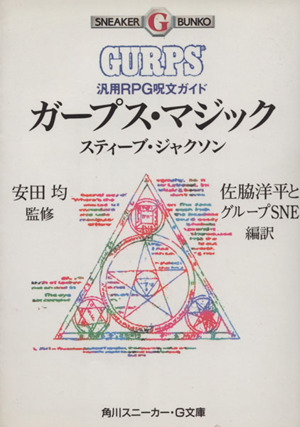 SNEAKER G BUNKO
GURPS
汎用RPG呪文ガイド
ガープス・マジック
スティーブ・ジャクソン
安田 均
監修
佐脇洋平と
グループSNE
編訳
角川スニーカー・G文庫